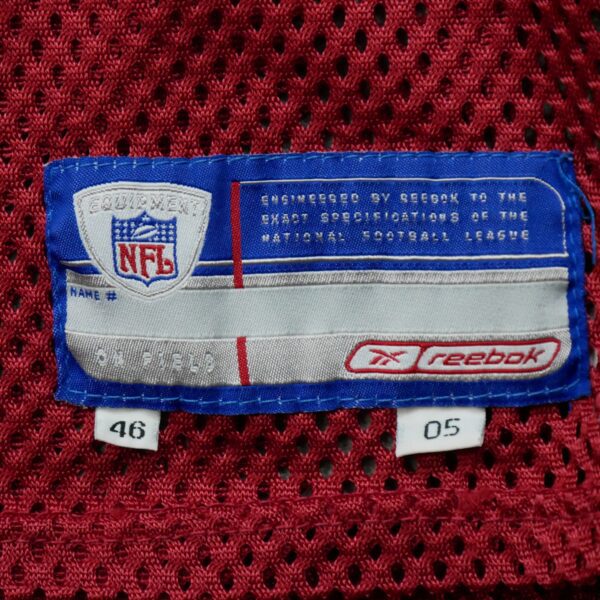 EQUIPMENT
NFL
ENGINEERED BY REEBOK TO THE
EXACT SPECIFICATIONS OF THE
NATIONAL FOOTBALL LEAGUE
NAME #
ON FIELD
reebok
46
05